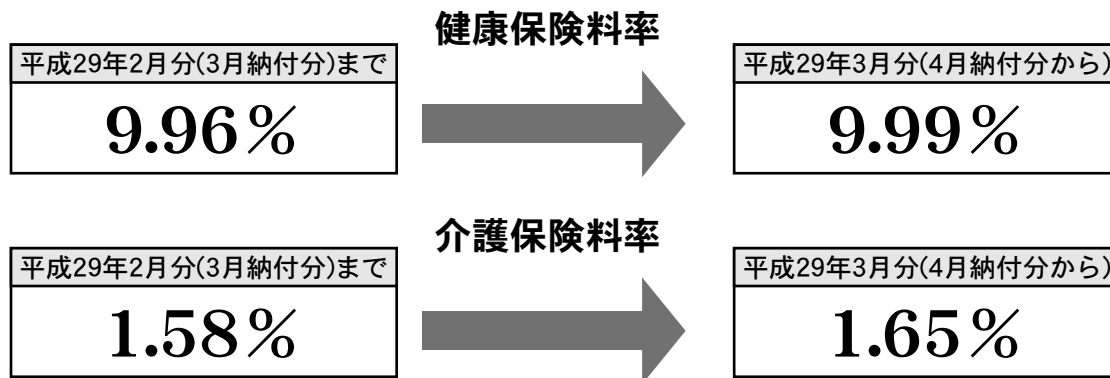 健康保険料率
平成29年2月分(3月納付分)まで
9.96%
平成29年3月分(4月納付分から)
9.99%
介護保険料率
平成29年2月分(3月納付分)まで
1.58%
平成29年3月分(4月納付分から)
1.65%